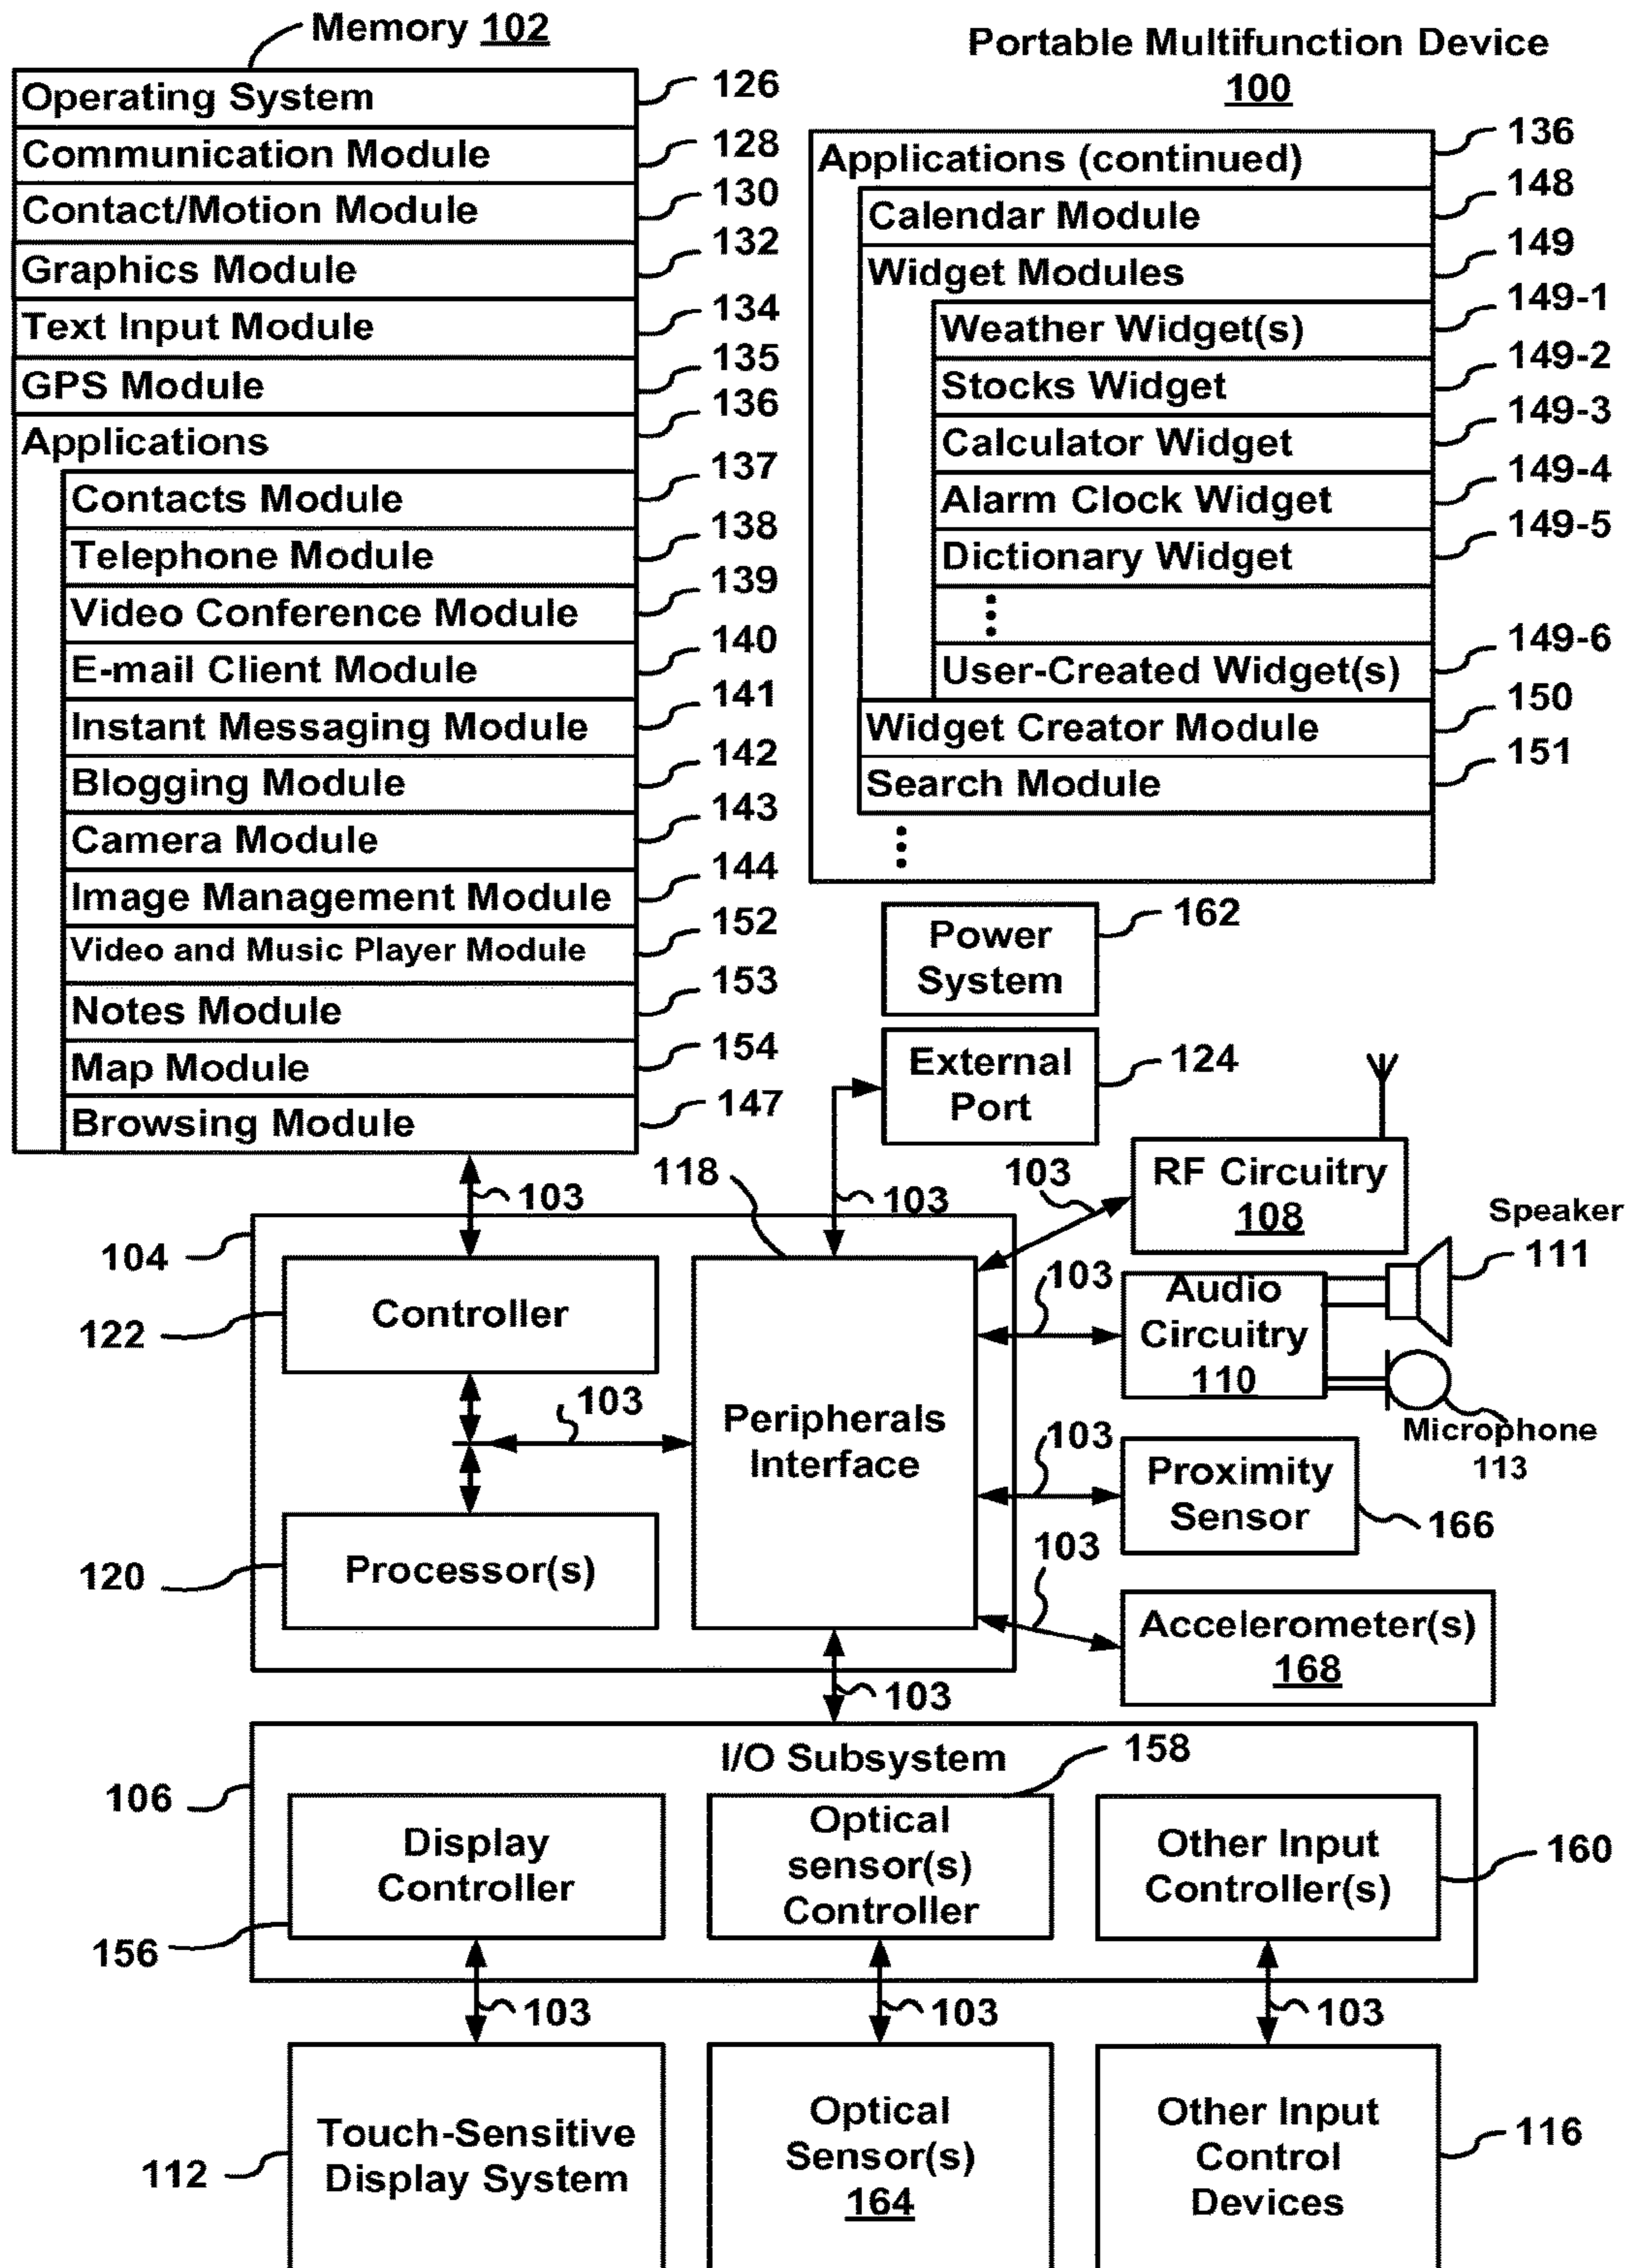 Memory 102
Operating System 126
Communication Module 128
Contact/Motion Module 130
Graphics Module 132
Text Input Module 134
GPS Module 135
Applications 136
Contacts Module 137
Telephone Module 138
Video Conference Module 139
E-mail Client Module 140
Instant Messaging Module 141
Blogging Module 142
Camera Module 143
Image Management Module 144
Video and Music Player Module 152
Notes Module 153
Map Module 154
Browsing Module 147
Portable Multifunction Device
100
Applications (continued) 136
Calendar Module 148
Widget Modules 149
Weather Widget(s) 149-1
Stocks Widget 149-2
Calculator Widget 149-3
Alarm Clock Widget 149-4
Dictionary Widget 149-5
User-Created Widget(s) 149-6
Widget Creator Module 150
Search Module 151
Power
System
162
External
Port
124
103
118
103
103
RF Circuitry
108
Speaker
111
104
Controller
122
103
Audio
Circuitry
110
Microphone
113
103
Peripherals
Interface
103
Proximity
Sensor
166
Processor(s)
120
103
Accelerometer(s)
168
103
I/O Subsystem
158
106
Display
Controller
156
Optical
sensor(s)
Controller
Other Input
Controller(s)
160
103
103
103
Touch-Sensitive
Display System
112
Optical
Sensor(s)
164
Other Input
Control
Devices
116